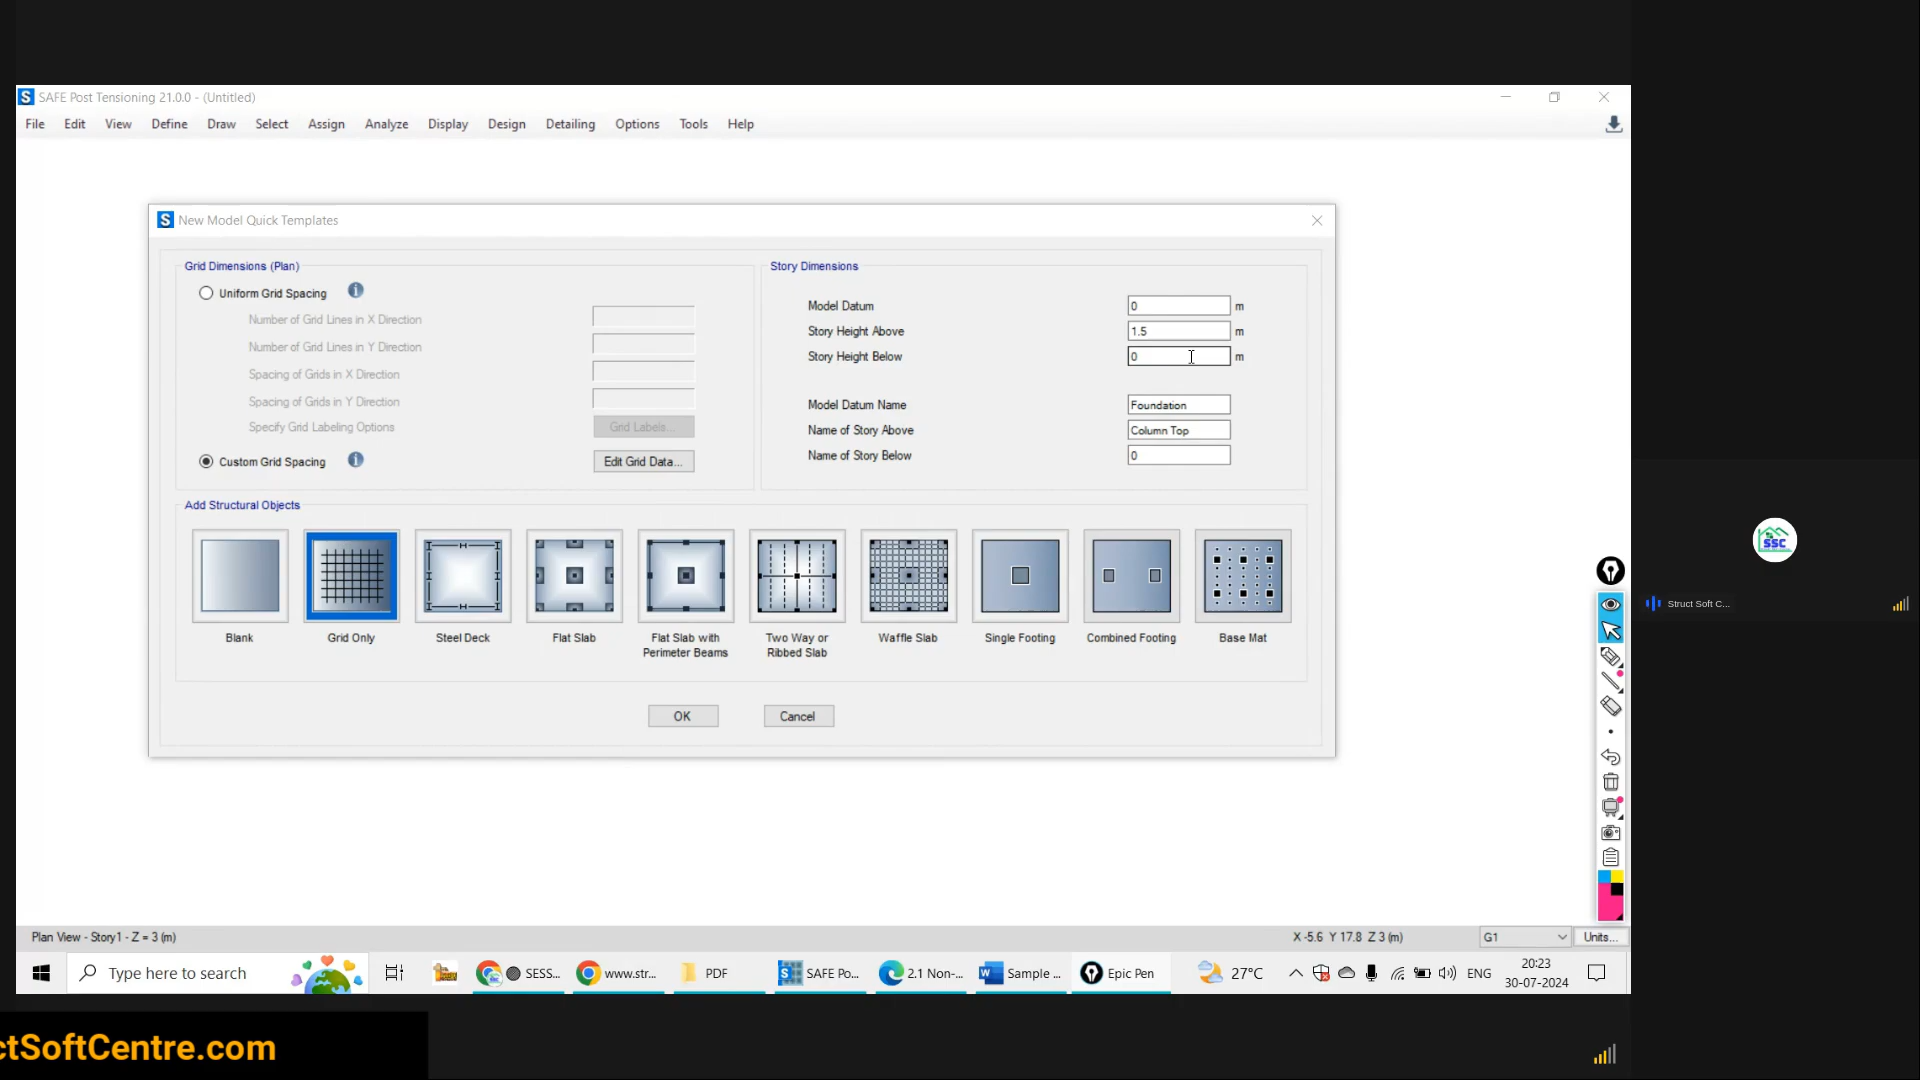 SAFE Post Tensioning 21.0.0 - (Untitled)
File Edit View Define Draw Select Assign Analyze Display Design Detailing Options Tools Help
New Model Quick Templates
Grid Dimensions (Plan)
Uniform Grid Spacing
Number of Grid Lines in X Direction
Number of Grid Lines in Y Direction
Spacing of Grids in X Direction
Spacing of Grids in Y Direction
Specify Grid Labeling Options
Grid Labels...
Custom Grid Spacing
Edit Grid Data...
Story Dimensions
Model Datum 0 m
Story Height Above 1.5 m
Story Height Below 0 m
Model Datum Name Foundation
Name of Story Above Column Top
Name of Story Below 0
Add Structural Objects
Blank
Grid Only
Steel Deck
Flat Slab
Flat Slab with
Perimeter Beams
Two Way or
Ribbed Slab
Waffle Slab
Single Footing
Combined Footing
Base Mat
OK
Cancel
SSC
Struct Soft C...
Plan View - Story1 - Z = 3 (m)
X -5.6 Y 17.8 Z 3 (m)
G1
Units...
Type here to search
SESS...
www.str...
PDF
SAFE Po...
2.1 Non-...
Sample ...
Epic Pen
27°C
ENG
20:23
30-07-2024
ctSoftCentre.com